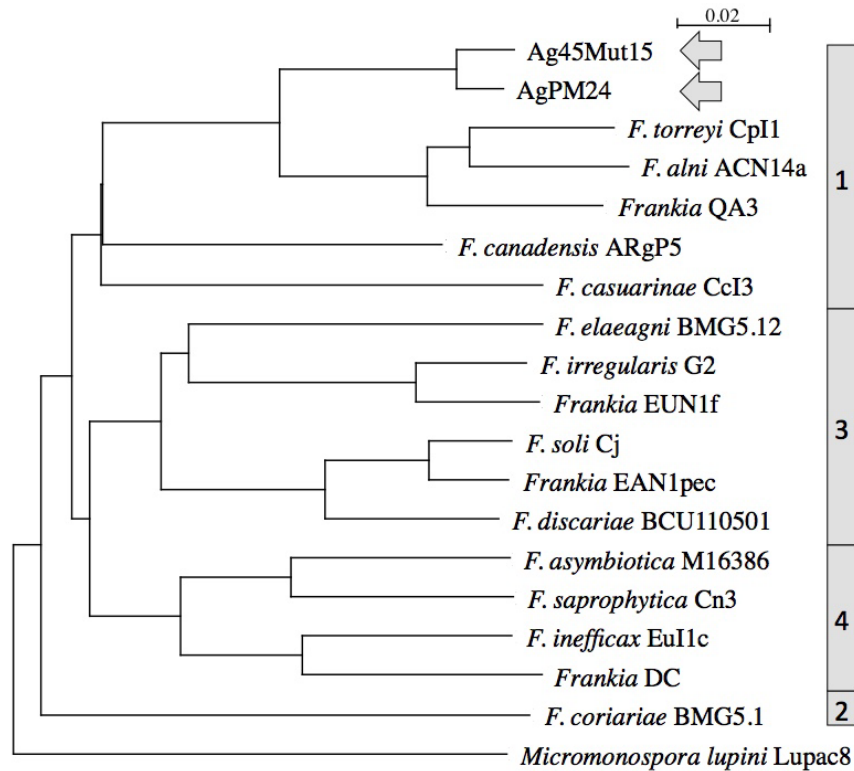 0.02
Ag45Mut15
AgPM24
F. torreyi CpI1
F. alni ACN14a
1
Frankia QA3
F. canadensis ARgP5
F. casuarinae CcI3
F. elaeagni BMG5.12
F. irregularis G2
Frankia EUN1f
3
F. soli Cj
Frankia EAN1pec
F. discariae BCU110501
F. asymbiotica M16386
F. saprophytica Cn3
4
F. inefficax EuI1c
Frankia DC
2
F. coriariae BMG5.1
Micromonospora lupini Lupac8